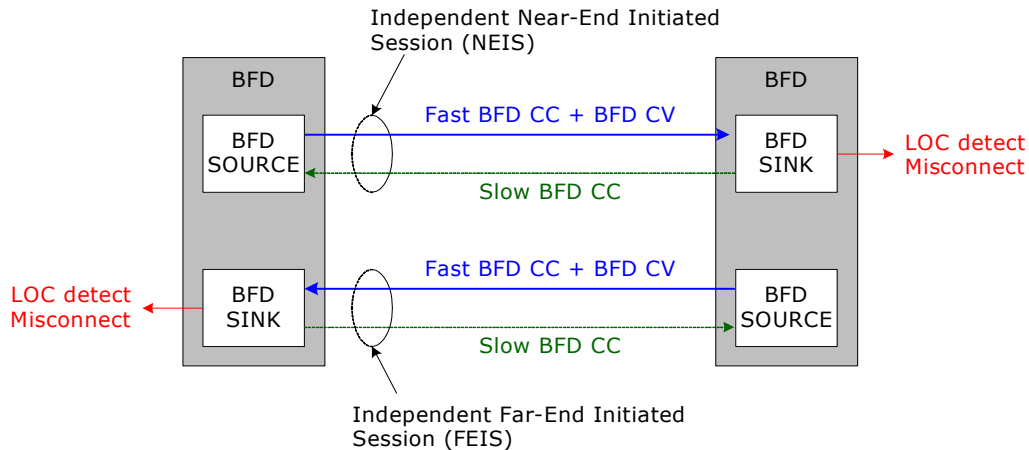 Independent Near-End Initiated
Session (NEIS)
BFD
BFD
BFD
SOURCE
Fast BFD CC + BFD CV
BFD
SINK
LOC detect
Misconnect
Slow BFD CC
LOC detect
Misconnect
BFD
SINK
Fast BFD CC + BFD CV
BFD
SOURCE
Slow BFD CC
Independent Far-End Initiated
Session (FEIS)